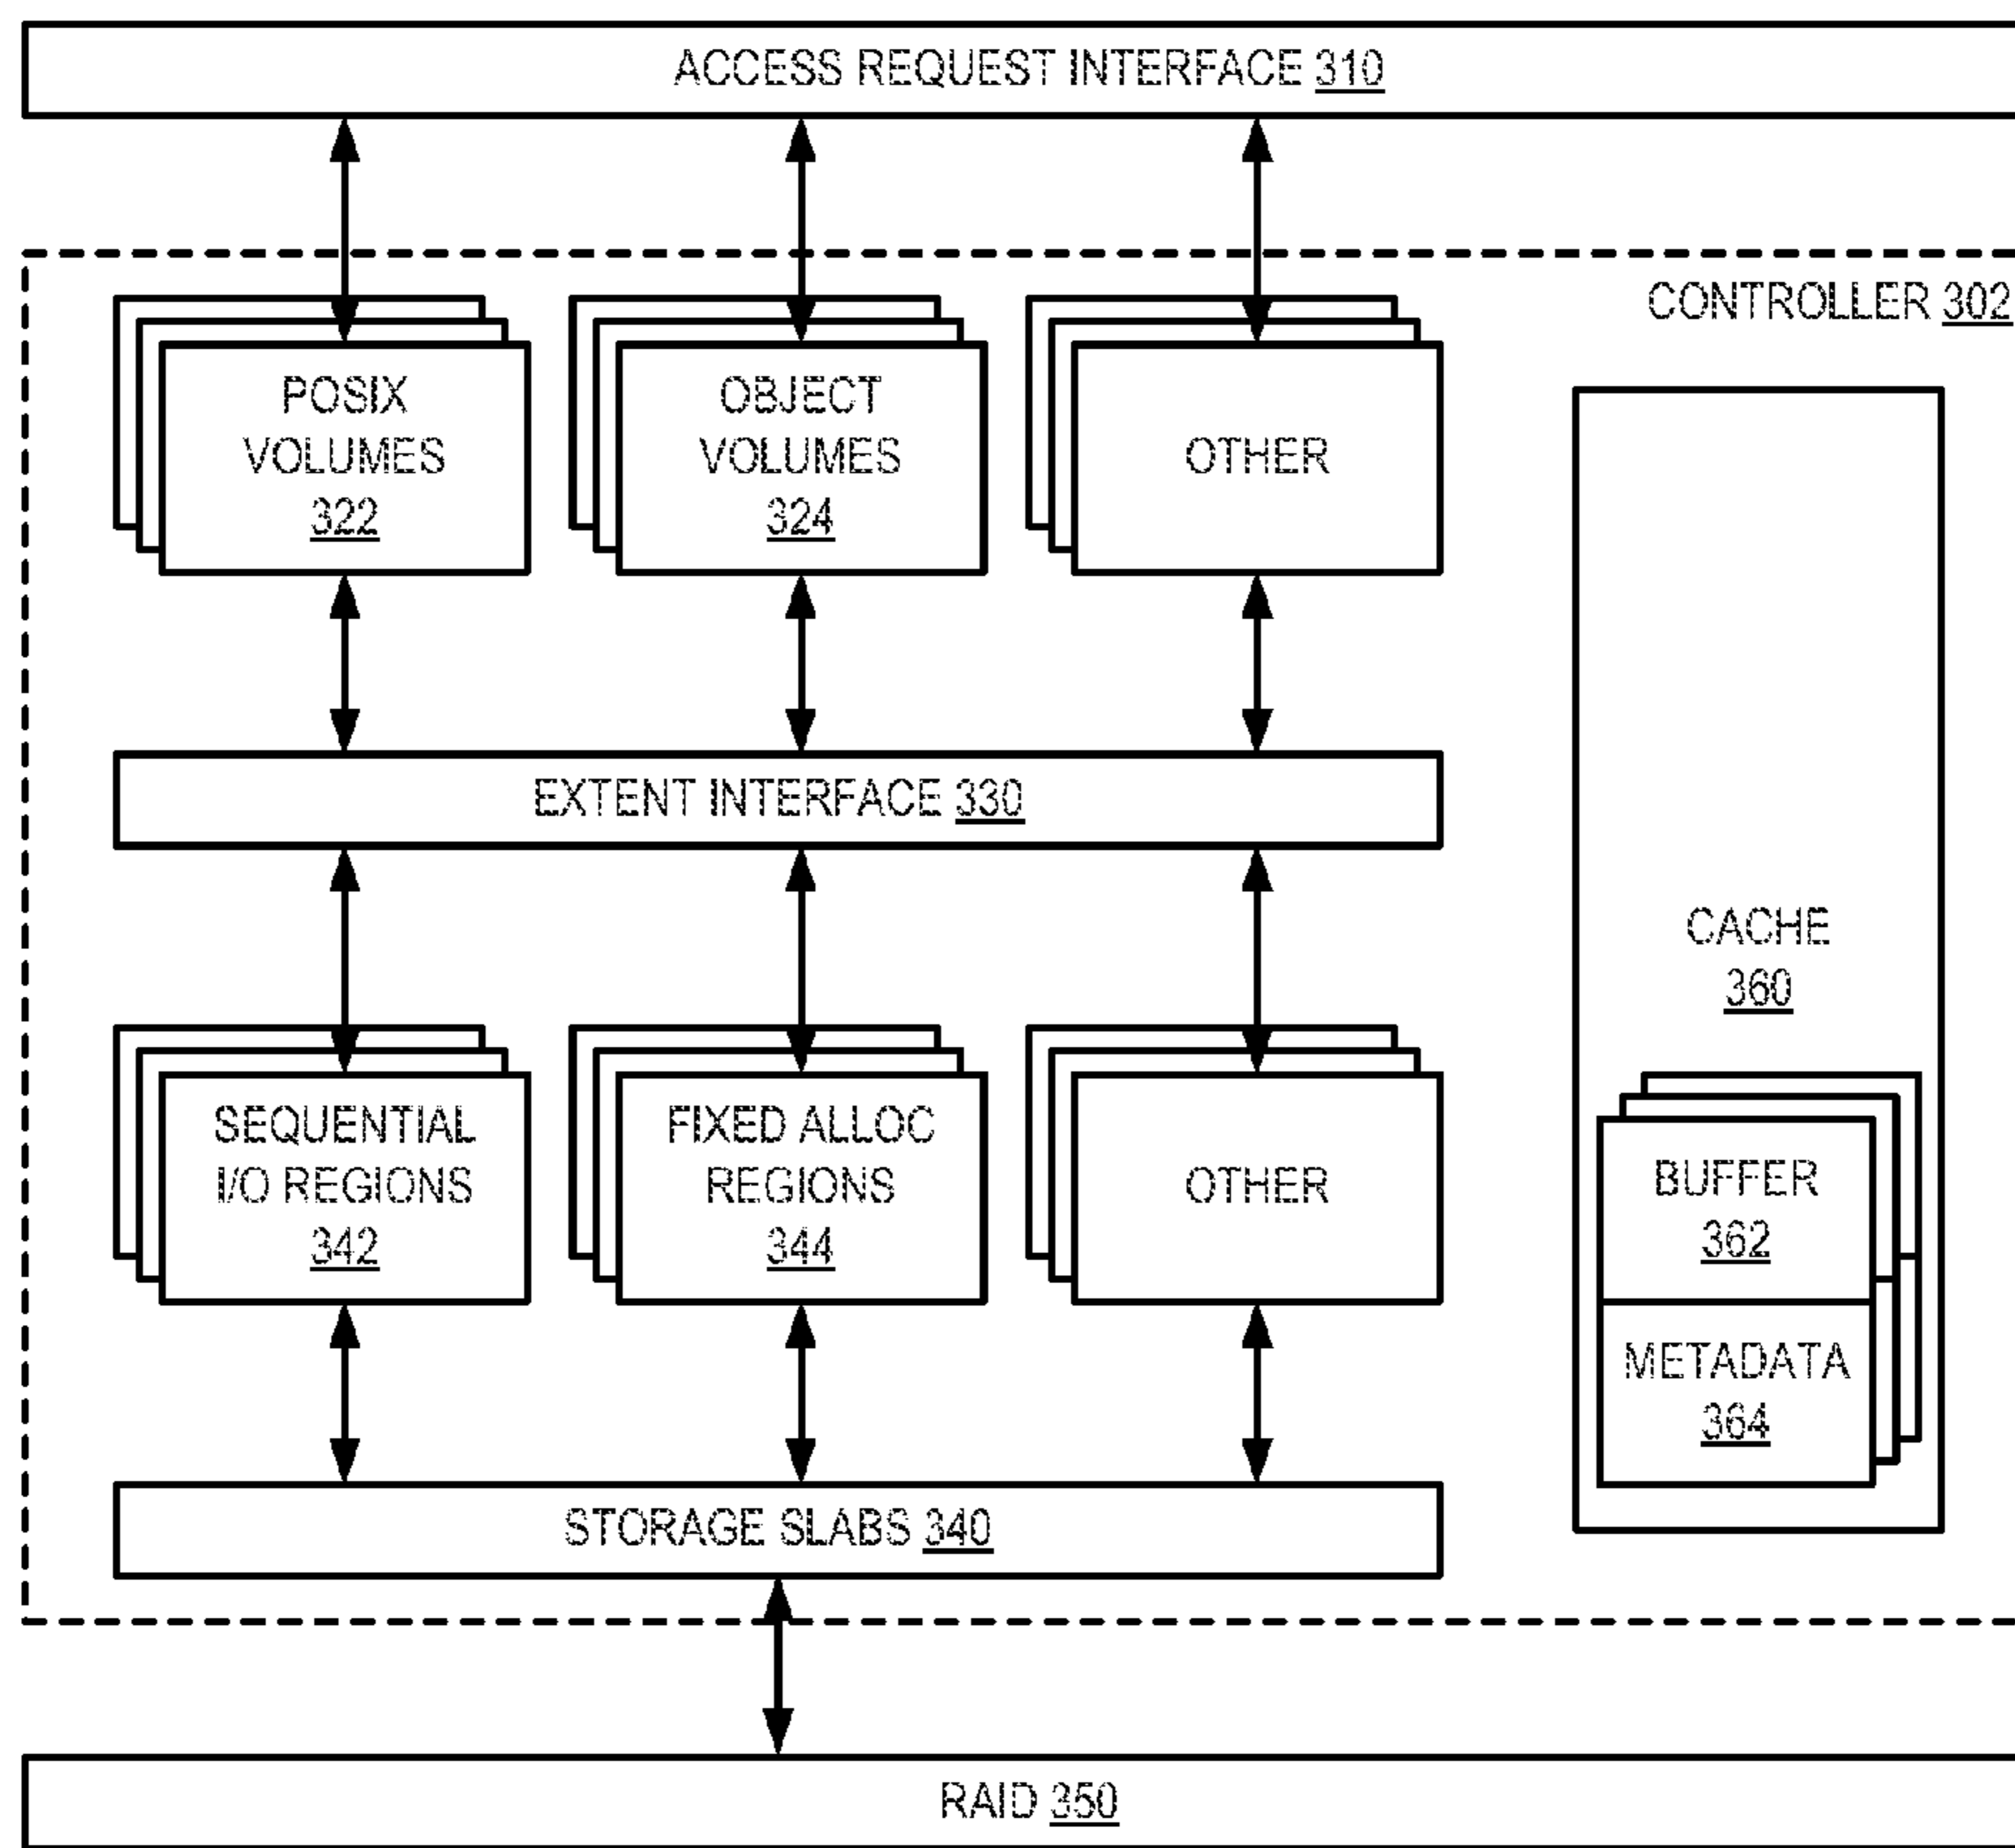 ACCESS REQUEST INTERFACE 310
CONTROLLER 302
POSIX
VOLUMES
322
OBJECT
VOLUMES
324
OTHER
EXTENT INTERFACE 330
CACHE
360
SEQUENTIAL
I/O REGIONS
342
FIXED ALLOC
REGIONS
344
OTHER
BUFFER
362
METADATA
364
STORAGE SLABS 340
RAID 350